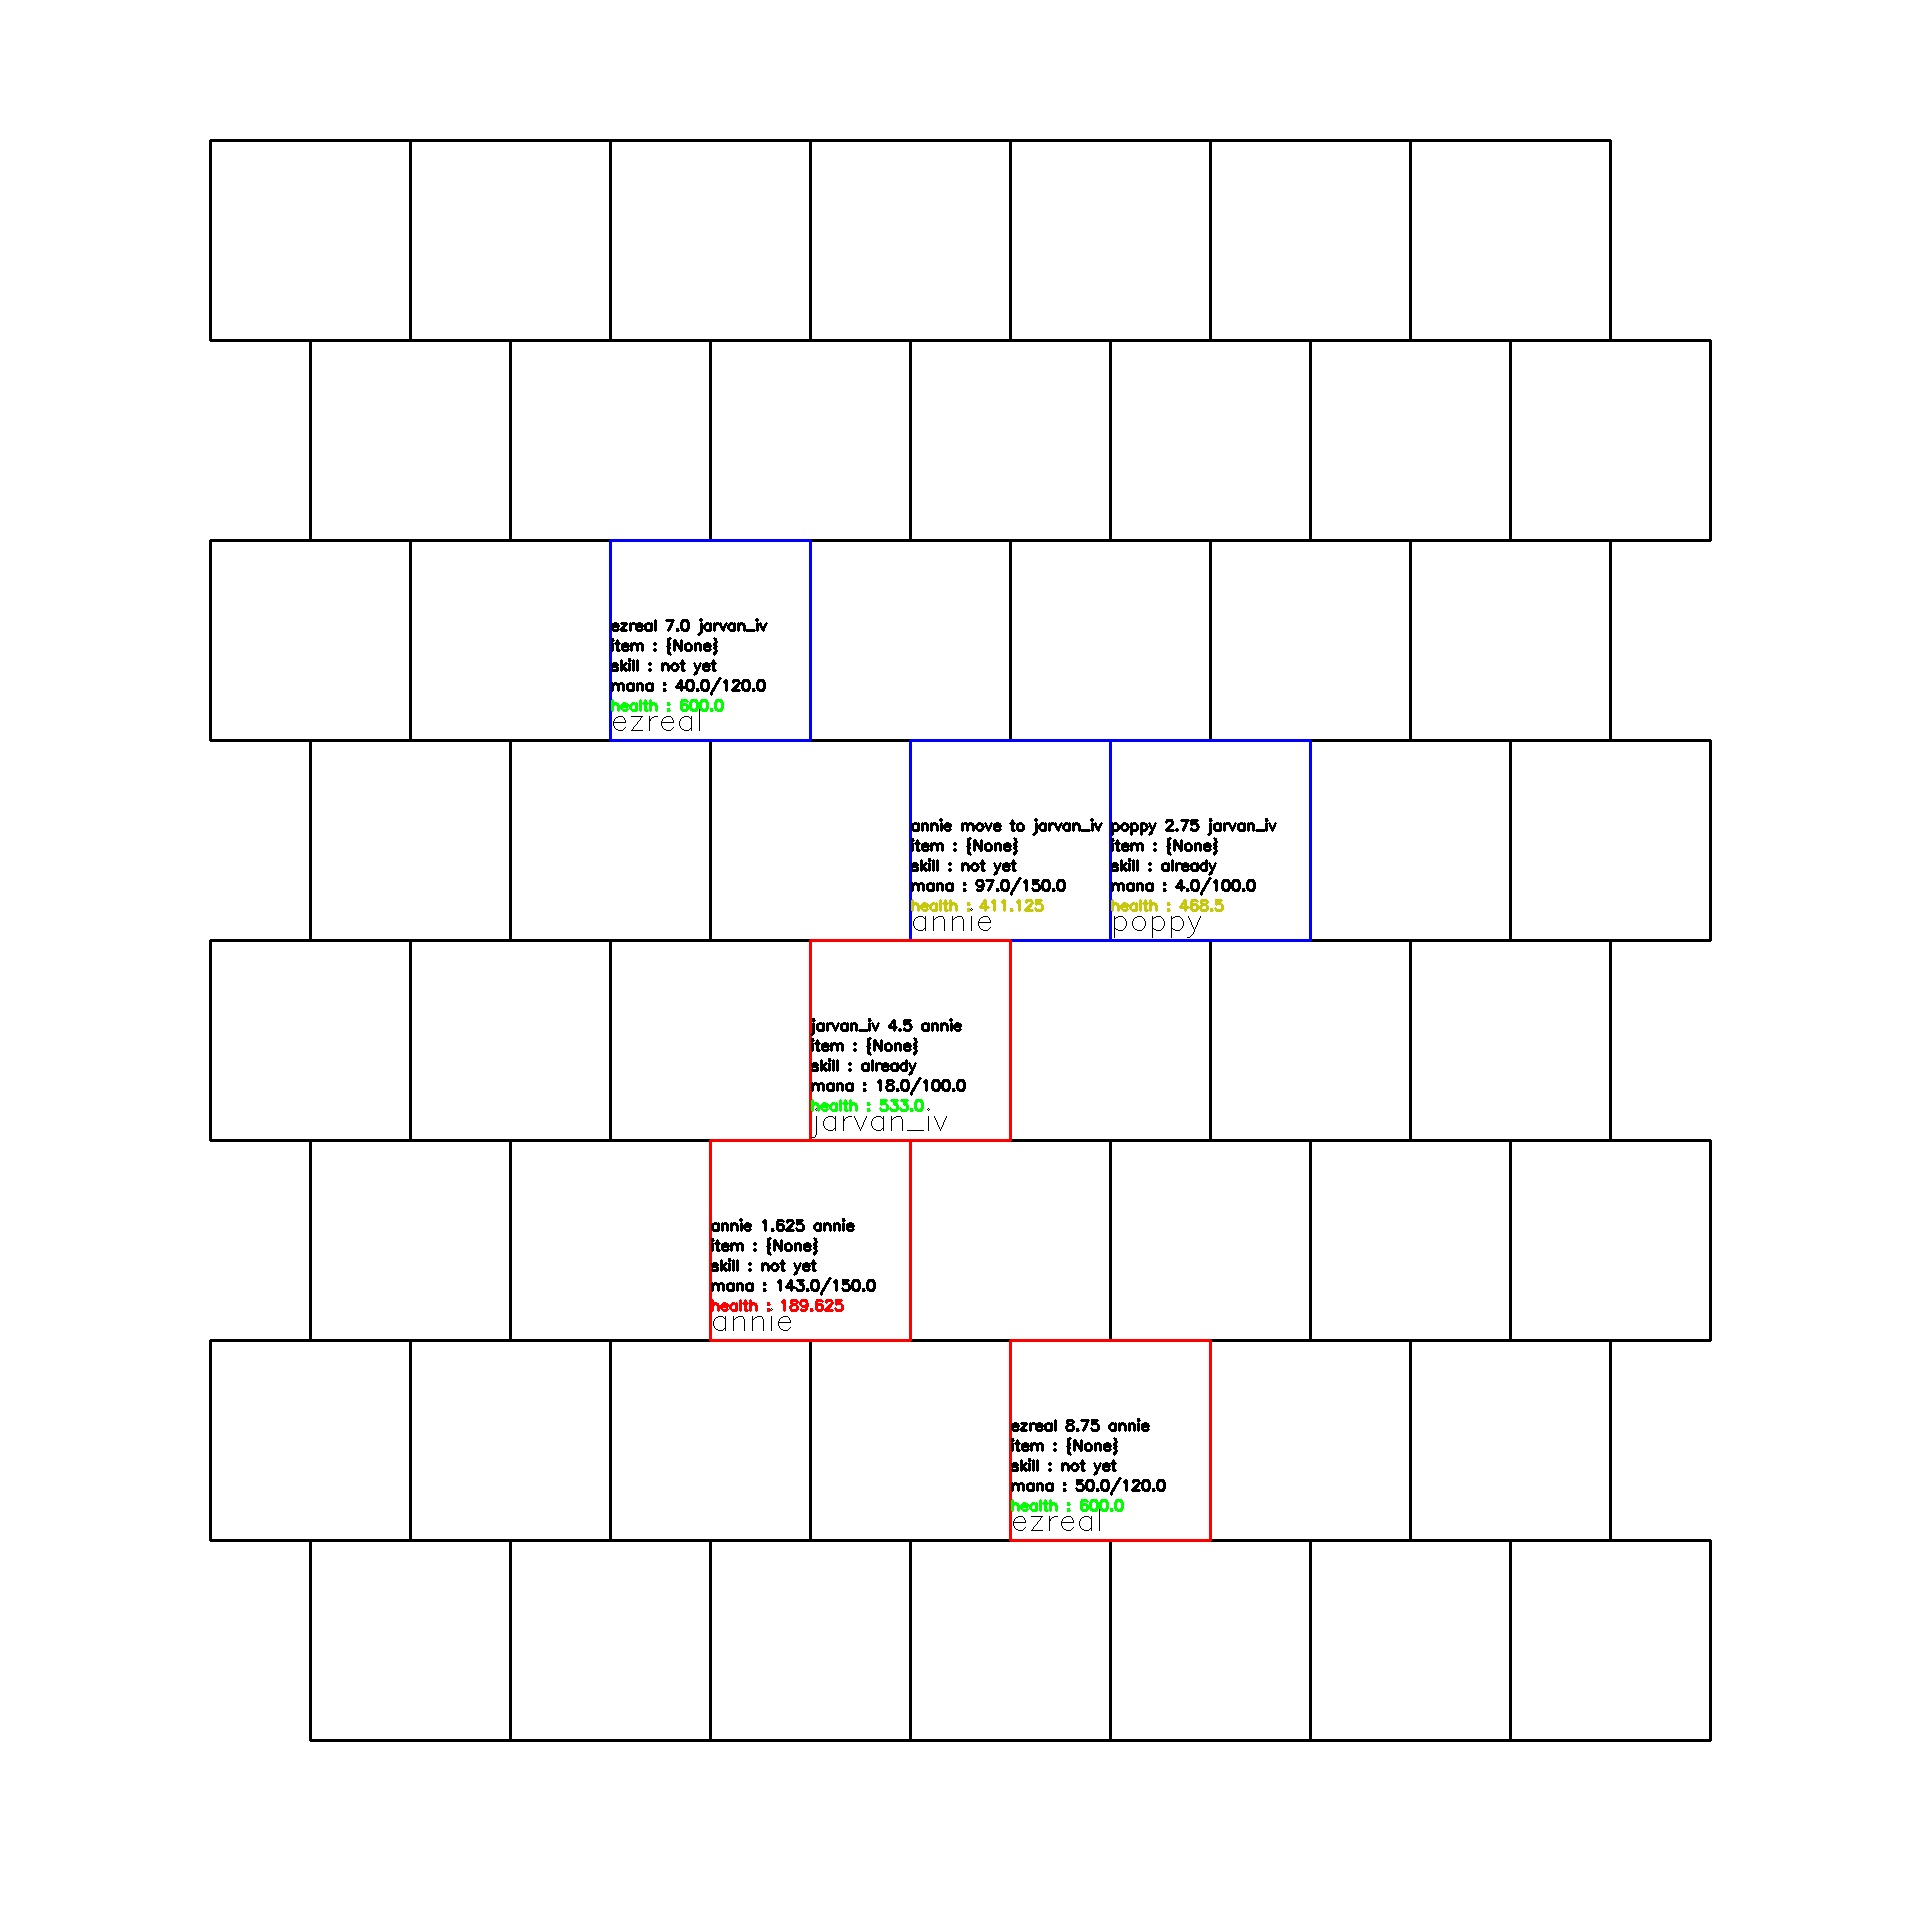 ezreal 7.0 jarvan_iv
item : {None}
skill : not yet
mana : 40.0/120.0
health : 600.0
ezreal
annie move to jarvan_iv
item : {None}
skill : not yet
mana : 97.0/150.0
health : 411.125
annie
poppy 2.75 jarvan_iv
item : {None}
skill : already
mana : 4.0/100.0
health : 468.5
poppy
jarvan_iv 4.5 annie
item : {None}
skill : already
mana : 18.0/100.0
health : 533.0
jarvan_iv
annie 1.625 annie
item : {None}
skill : not yet
mana : 143.0/150.0
health : 189.625
annie
ezreal 8.75 annie
item : {None}
skill : not yet
mana : 50.0/120.0
health : 600.0
ezreal